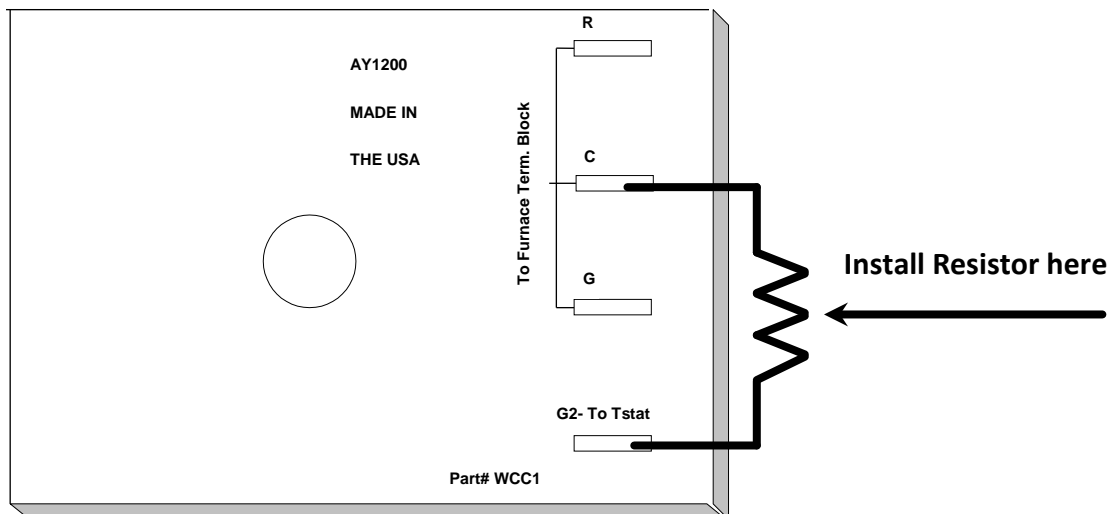 R
AY1200
MADE IN
THE USA
To Furnace Term. Block
C
Install Resistor here
G
G2- To Tstat
Part# WCC1